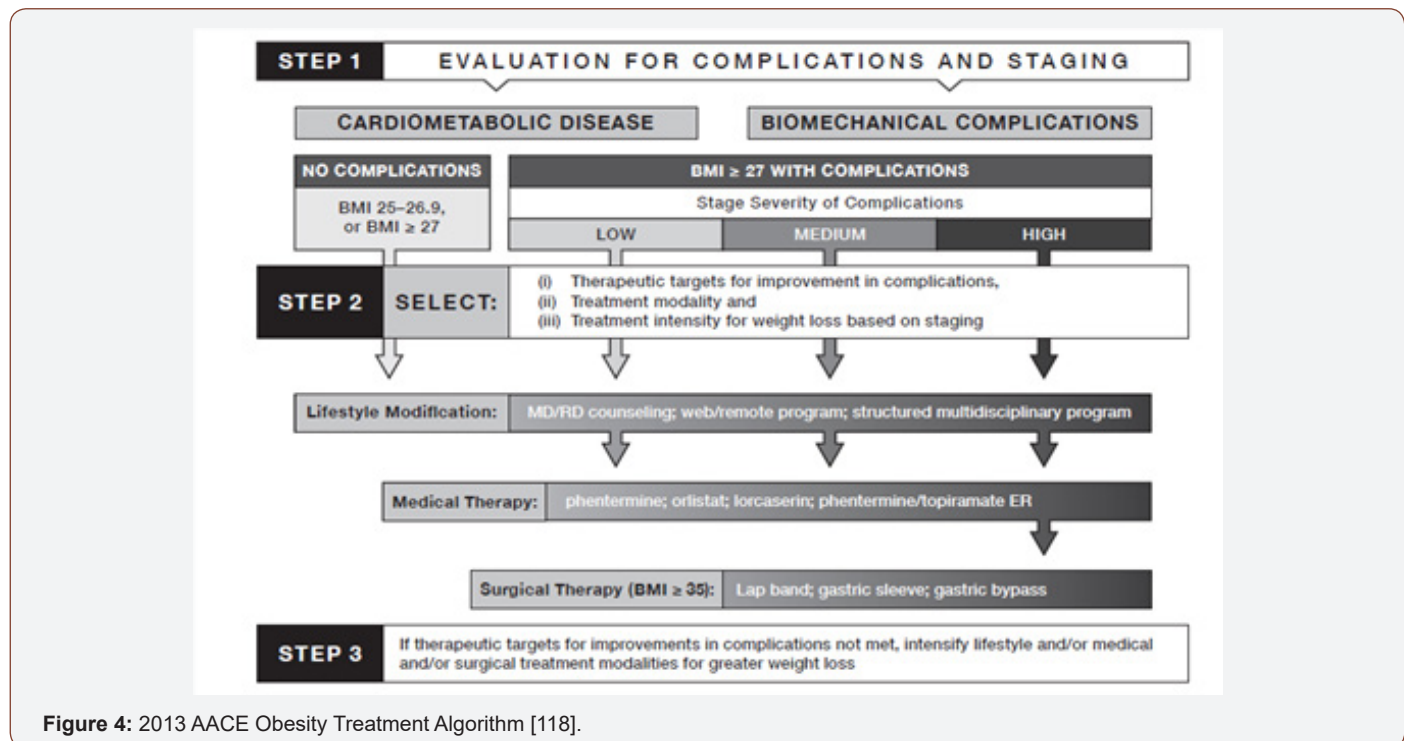 STEP 1
EVALUATION FOR COMPLICATIONS AND STAGING
CARDIOMETABOLIC DISEASE
BIOMECHANICAL COMPLICATIONS
NO COMPLICATIONS
BMI 25–26.9,
or BMI ≥ 27
BMI ≥ 27 WITH COMPLICATIONS
Stage Severity of Complications
LOW
MEDIUM
HIGH
STEP 2
SELECT:
(i) Therapeutic targets for improvement in complications,
(ii) Treatment modality and
(iii) Treatment intensity for weight loss based on staging
Lifestyle Modification:
MD/RD counseling; web/remote program; structured multidisciplinary program
Medical Therapy:
phentermine; orlistat; lorcaserin; phentermine/topiramate ER
Surgical Therapy (BMI ≥ 35):
Lap band; gastric sleeve; gastric bypass
STEP 3
If therapeutic targets for improvements in complications not met, intensify lifestyle and/or medical
and/or surgical treatment modalities for greater weight loss
Figure 4: 2013 AACE Obesity Treatment Algorithm [118].